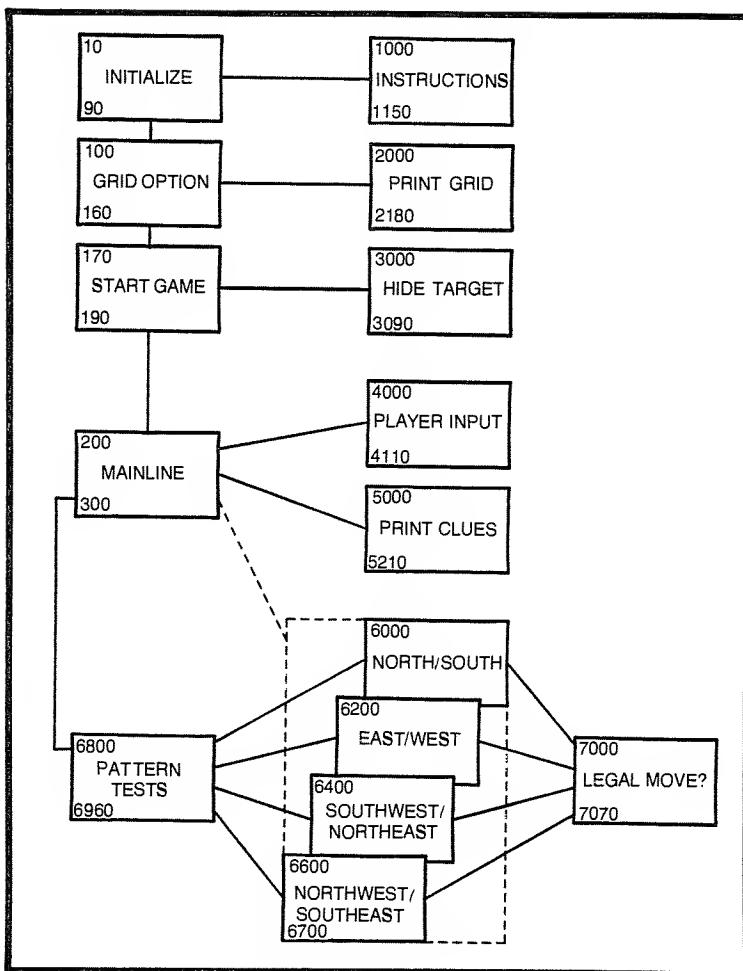 10
INITIALIZE
90
1000
INSTRUCTIONS
1150
100
GRID OPTION
160
2000
PRINT GRID
2180
170
START GAME
190
3000
HIDE TARGET
3090
200
MAINLINE
300
4000
PLAYER INPUT
4110
5000
PRINT CLUES
5210
6800
PATTERN
TESTS
6960
6000
NORTH/SOUTH
6200
EAST/WEST
6400
SOUTHWEST/
NORTHEAST
6600
NORTHWEST/
SOUTHEAST
6700
7000
LEGAL MOVE?
7070